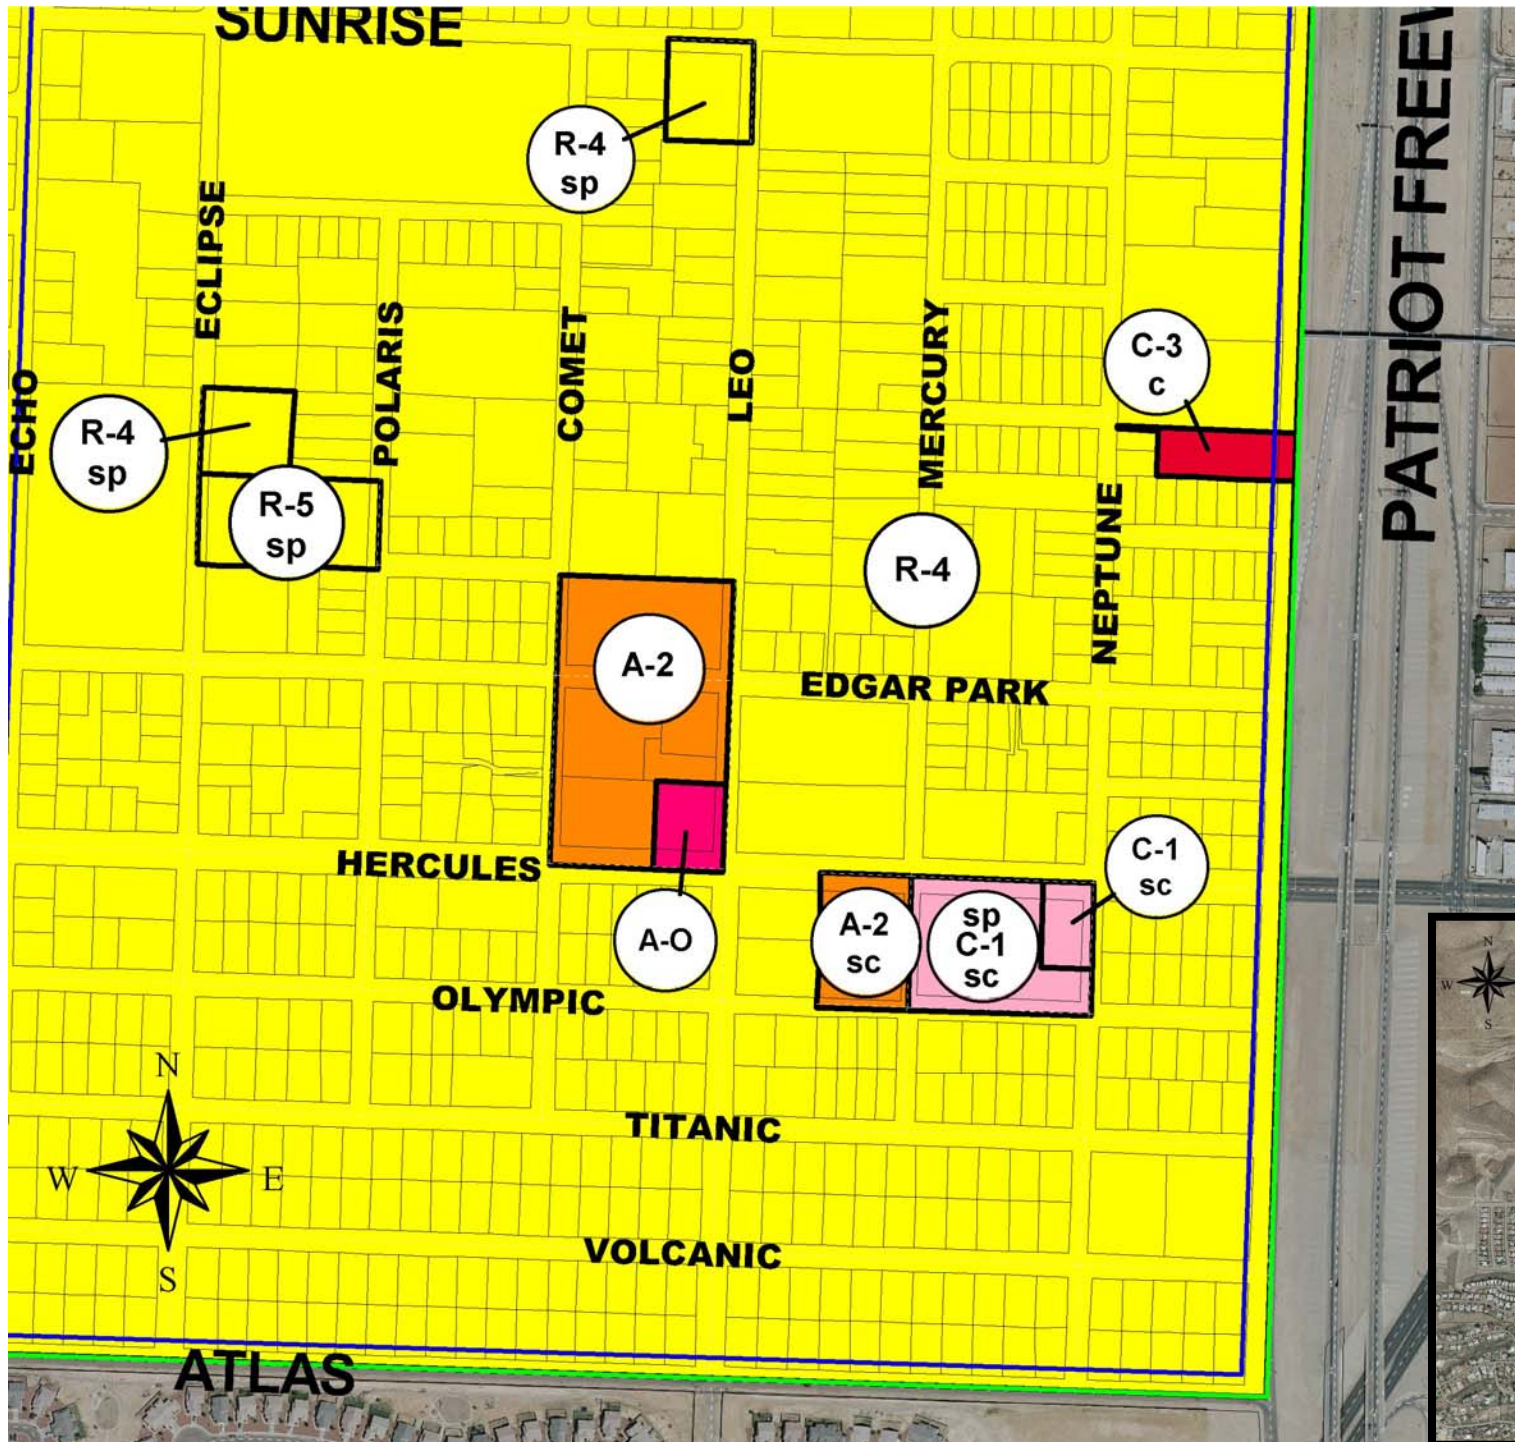 SUNRISE
PATRIOT FREEW
R-4
sp
ECLIPSE
POLARIS
COMET
LEO
MERCURY
C-3
c
ECHO
R-4
sp
R-5
sp
R-4
NEPTUNE
A-2
EDGAR PARK
HERCULES
C-1
sc
A-O
A-2
sc
sp
C-1
sc
OLYMPIC
N
W
E
S
N
W
S
TITANIC
VOLCANIC
ATLAS